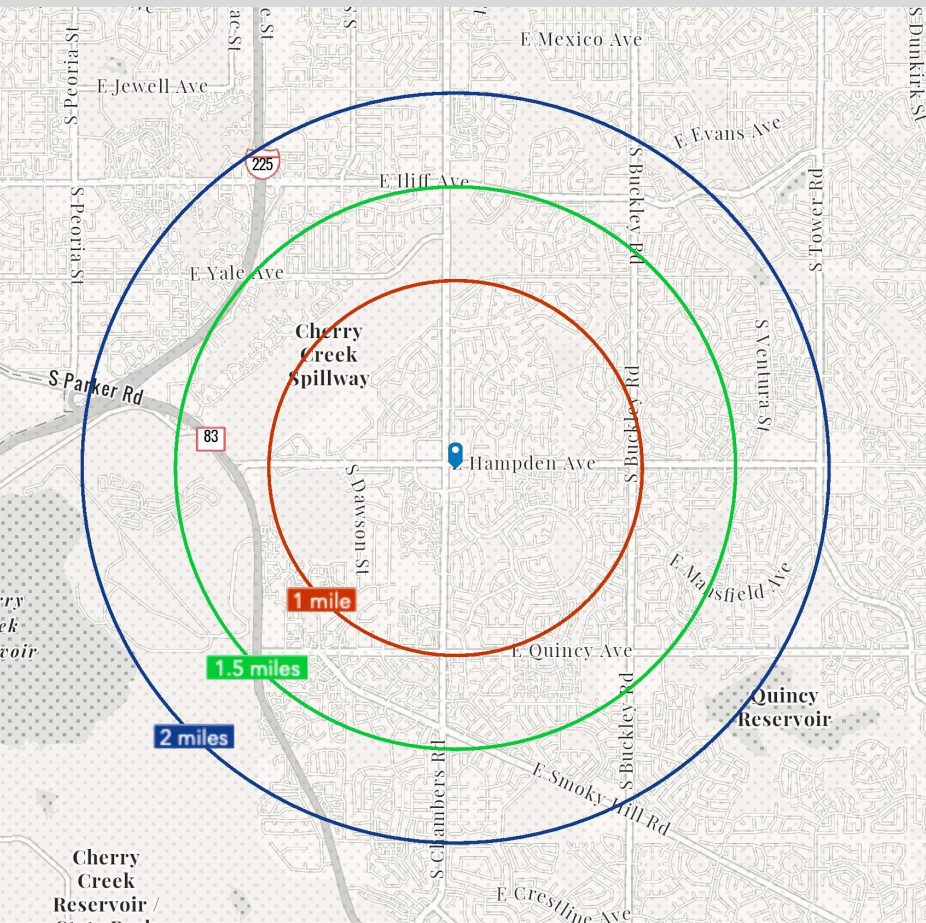 S Dunkirk St
E Mexico Ave
S Peoria St
E Jewell Ave
E Evans Ave
225
E Iliff Ave
S Buckley Rd
S Tower Rd
S Peoria St
E Yale Ave
Cherry
Creek
Spillway
S Ventura St
S Parker Rd
83
S Buckley Rd
E Hampden Ave
S Dawson St
E Mansfield Ave
1 mile
E Quincy Ave
1.5 miles
S Buckley Rd
Quincy
Reservoir
2 miles
S Chambers Rd
E Smoky Hill Rd
Cherry
Creek
Reservoir /
E Crestline Ave